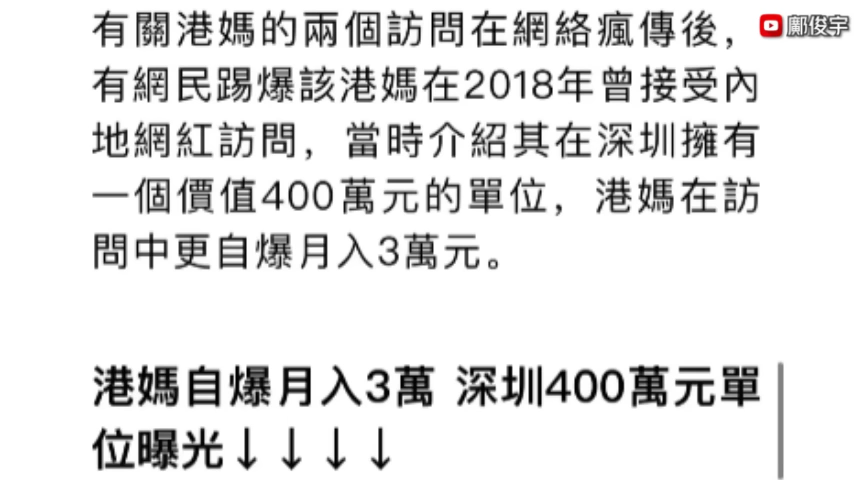 鄺俊宇
有關港媽的兩個訪問在網絡瘋傳後，
有網民踢爆該港媽在2018年曾接受內
地網紅訪問，當時介紹其在深圳擁有
一個價值400萬元的單位，港媽在訪
問中更自爆月入3萬元。
港媽自爆月入3萬 深圳400萬元單
位曝光↓↓↓↓